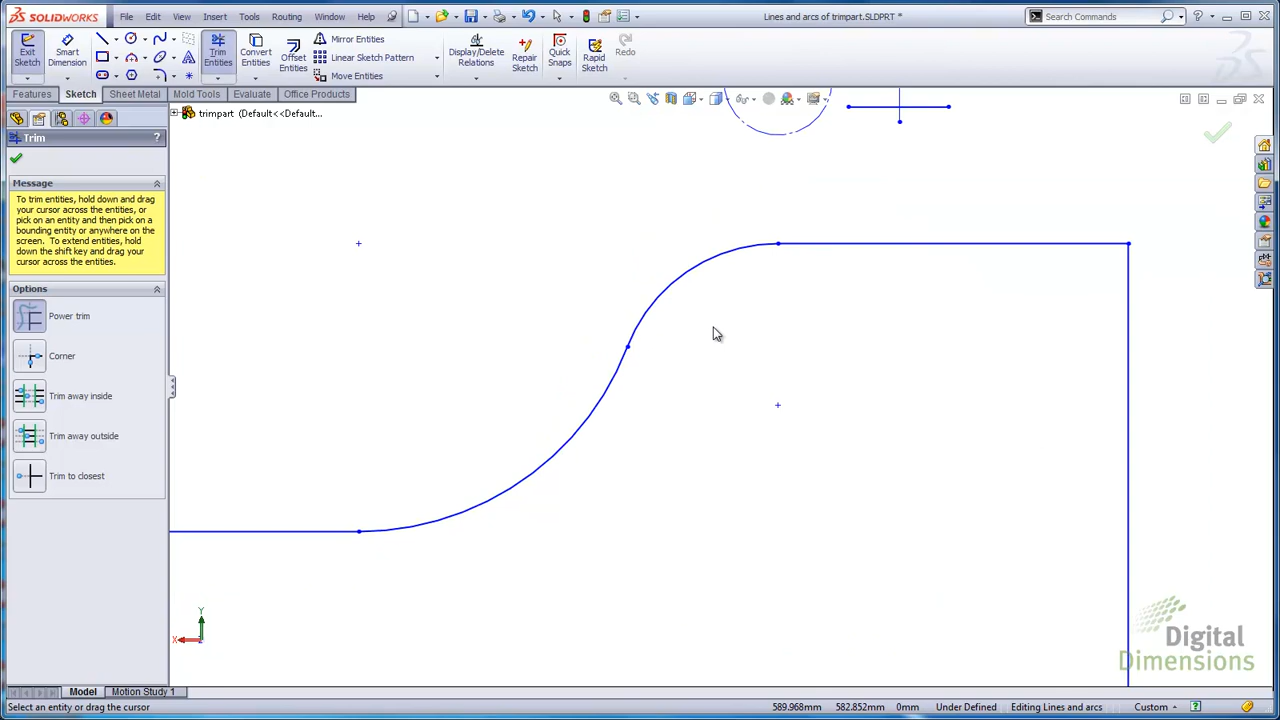 SOLIDWORKS File Edit View Insert Tools Routing Window Help Lines and arcs of trimpart.SLDPRT * Search Commands
Exit Sketch
Smart Dimension
Trim Entities
Convert Entities
Offset Entities
Mirror Entities
Linear Sketch Pattern
Move Entities
Display/Delete Relations
Repair Sketch
Quick Snaps
Rapid Sketch
Redo
Features Sketch Sheet Metal Mold Tools Evaluate Office Products
trimpart (Default<<Default...
Trim ?
Message
To trim entities, hold down and drag
your cursor across the entities, or
pick on an entity and then pick on a
bounding entity or anywhere on the
screen. To extend entities, hold
down the shift key and drag your
cursor across the entities.
Options
Power trim
Corner
Trim away inside
Trim away outside
Trim to closest
Y
X
Digital
Dimensions
Model Motion Study 1
Select an entity or drag the cursor 589.968mm 582.852mm Under Defined Editing Lines and arcs Custom